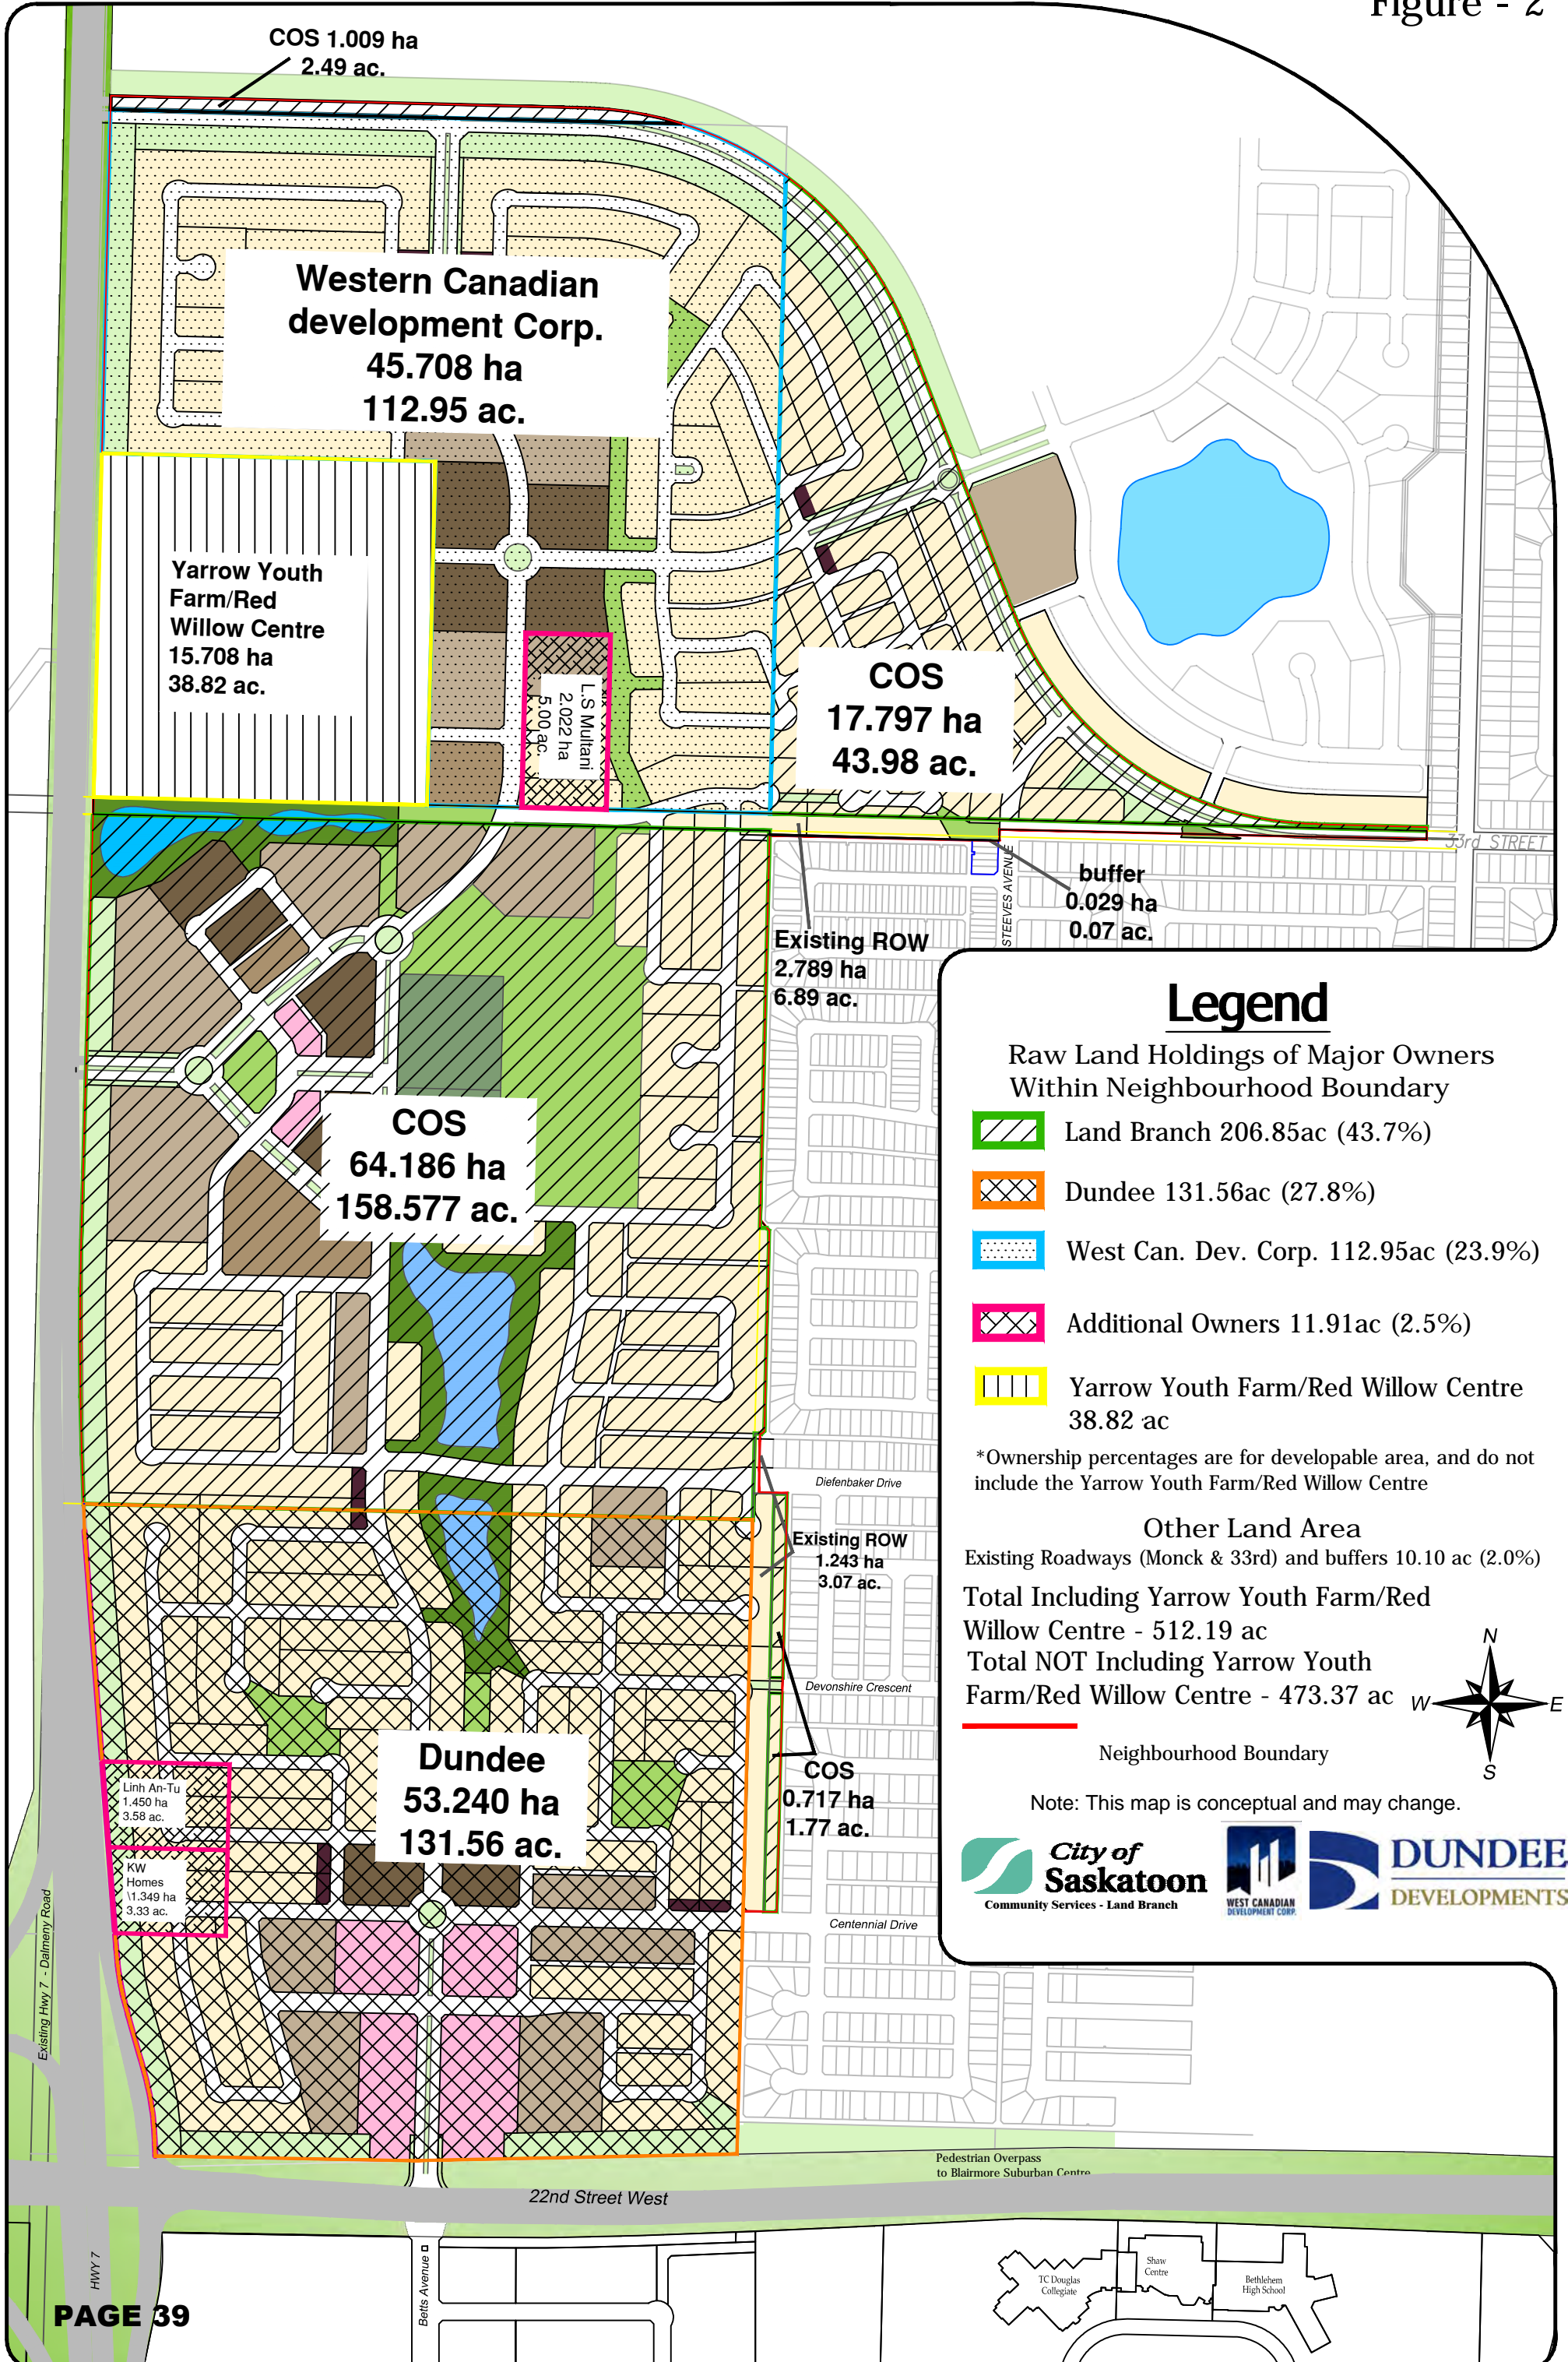 Figure - 2
COS 1.009 ha
2.49 ac.
Western Canadian
development Corp.
45.708 ha
112.95 ac.
Yarrow Youth
Farm/Red
Willow Centre
15.708 ha
38.82 ac.
L.S Multani
2.022 ha
5.00 ac.
COS
17.797 ha
43.98 ac.
33rd STREET
STEEVES AVENUE
buffer
0.029 ha
0.07 ac.
Existing ROW
2.789 ha
6.89 ac.
COS
64.186 ha
158.577 ac.
Diefenbaker Drive
Existing ROW
1.243 ha
3.07 ac.
Devonshire Crescent
Dundee
53.240 ha
131.56 ac.
COS
0.717 ha
1.77 ac.
Linh An-Tu
1.450 ha
3.58 ac.
KW
Homes
\1.349 ha
3.33 ac.
Centennial Drive
Existing Hwy 7 - Dalmeny Road
Legend
Raw Land Holdings of Major Owners
Within Neighbourhood Boundary
Land Branch 206.85ac (43.7%)
Dundee 131.56ac (27.8%)
West Can. Dev. Corp. 112.95ac (23.9%)
Additional Owners 11.91ac (2.5%)
Yarrow Youth Farm/Red Willow Centre
38.82 ac
*Ownership percentages are for developable area, and do not
include the Yarrow Youth Farm/Red Willow Centre
Other Land Area
Existing Roadways (Monck & 33rd) and buffers 10.10 ac (2.0%)
Total Including Yarrow Youth Farm/Red
Willow Centre - 512.19 ac
Total NOT Including Yarrow Youth
Farm/Red Willow Centre - 473.37 ac
N
W
E
S
Neighbourhood Boundary
Note: This map is conceptual and may change.
City of
Saskatoon
Community Services - Land Branch
WEST CANADIAN
DEVELOPMENT CORP.
DUNDEE
DEVELOPMENTS
Pedestrian Overpass
to Blairmore Suburban Centre
22nd Street West
HWY 7
Betts Avenue
TC Douglas
Collegiate
Shaw
Centre
Bethlehem
High School
PAGE 39